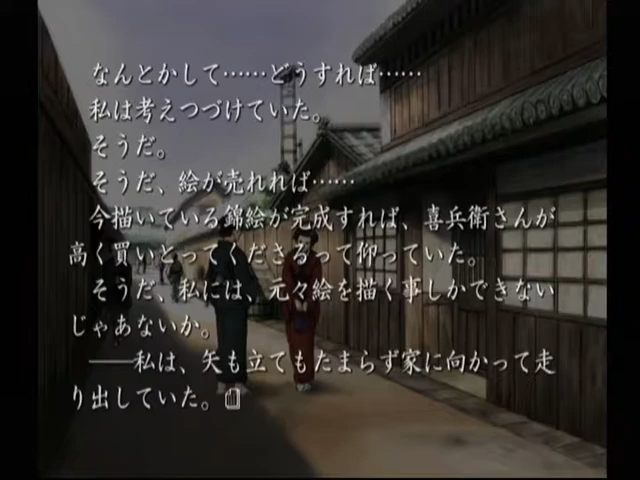 なんとかして……どうすれば……
私は考えつづけていた。
そうだ。
そうだ、絵が売れれば……
今描いている錦絵が完成すれば、喜兵衛さんが
高く買いとってくださるって仰っていた。
そうだ、私には、元々絵を描く事しかできない
じゃあないか。
――私は、矢も立てもたまらず家に向かって走
り出していた。